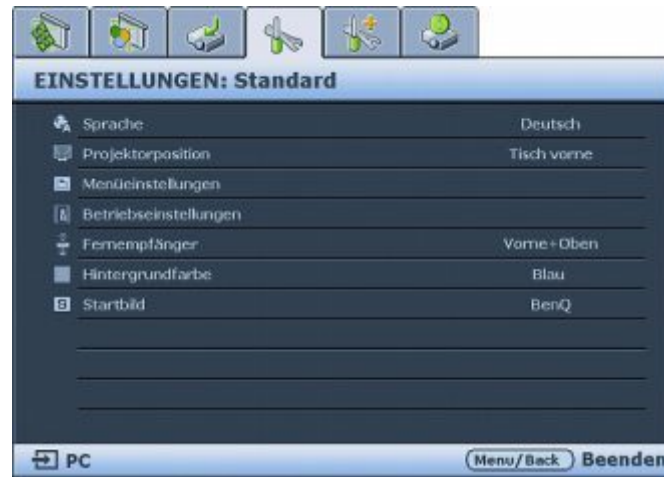 EINSTELLUNGEN: Standard
Sprache Deutsch
Projektorposition Tisch vorne
Menüeinstellungen
Betriebseinstellungen
Fernempfänger Vorne+Oben
Hintergrundfarbe Blau
Startbild BenQ
PC Menu/Back Beenden